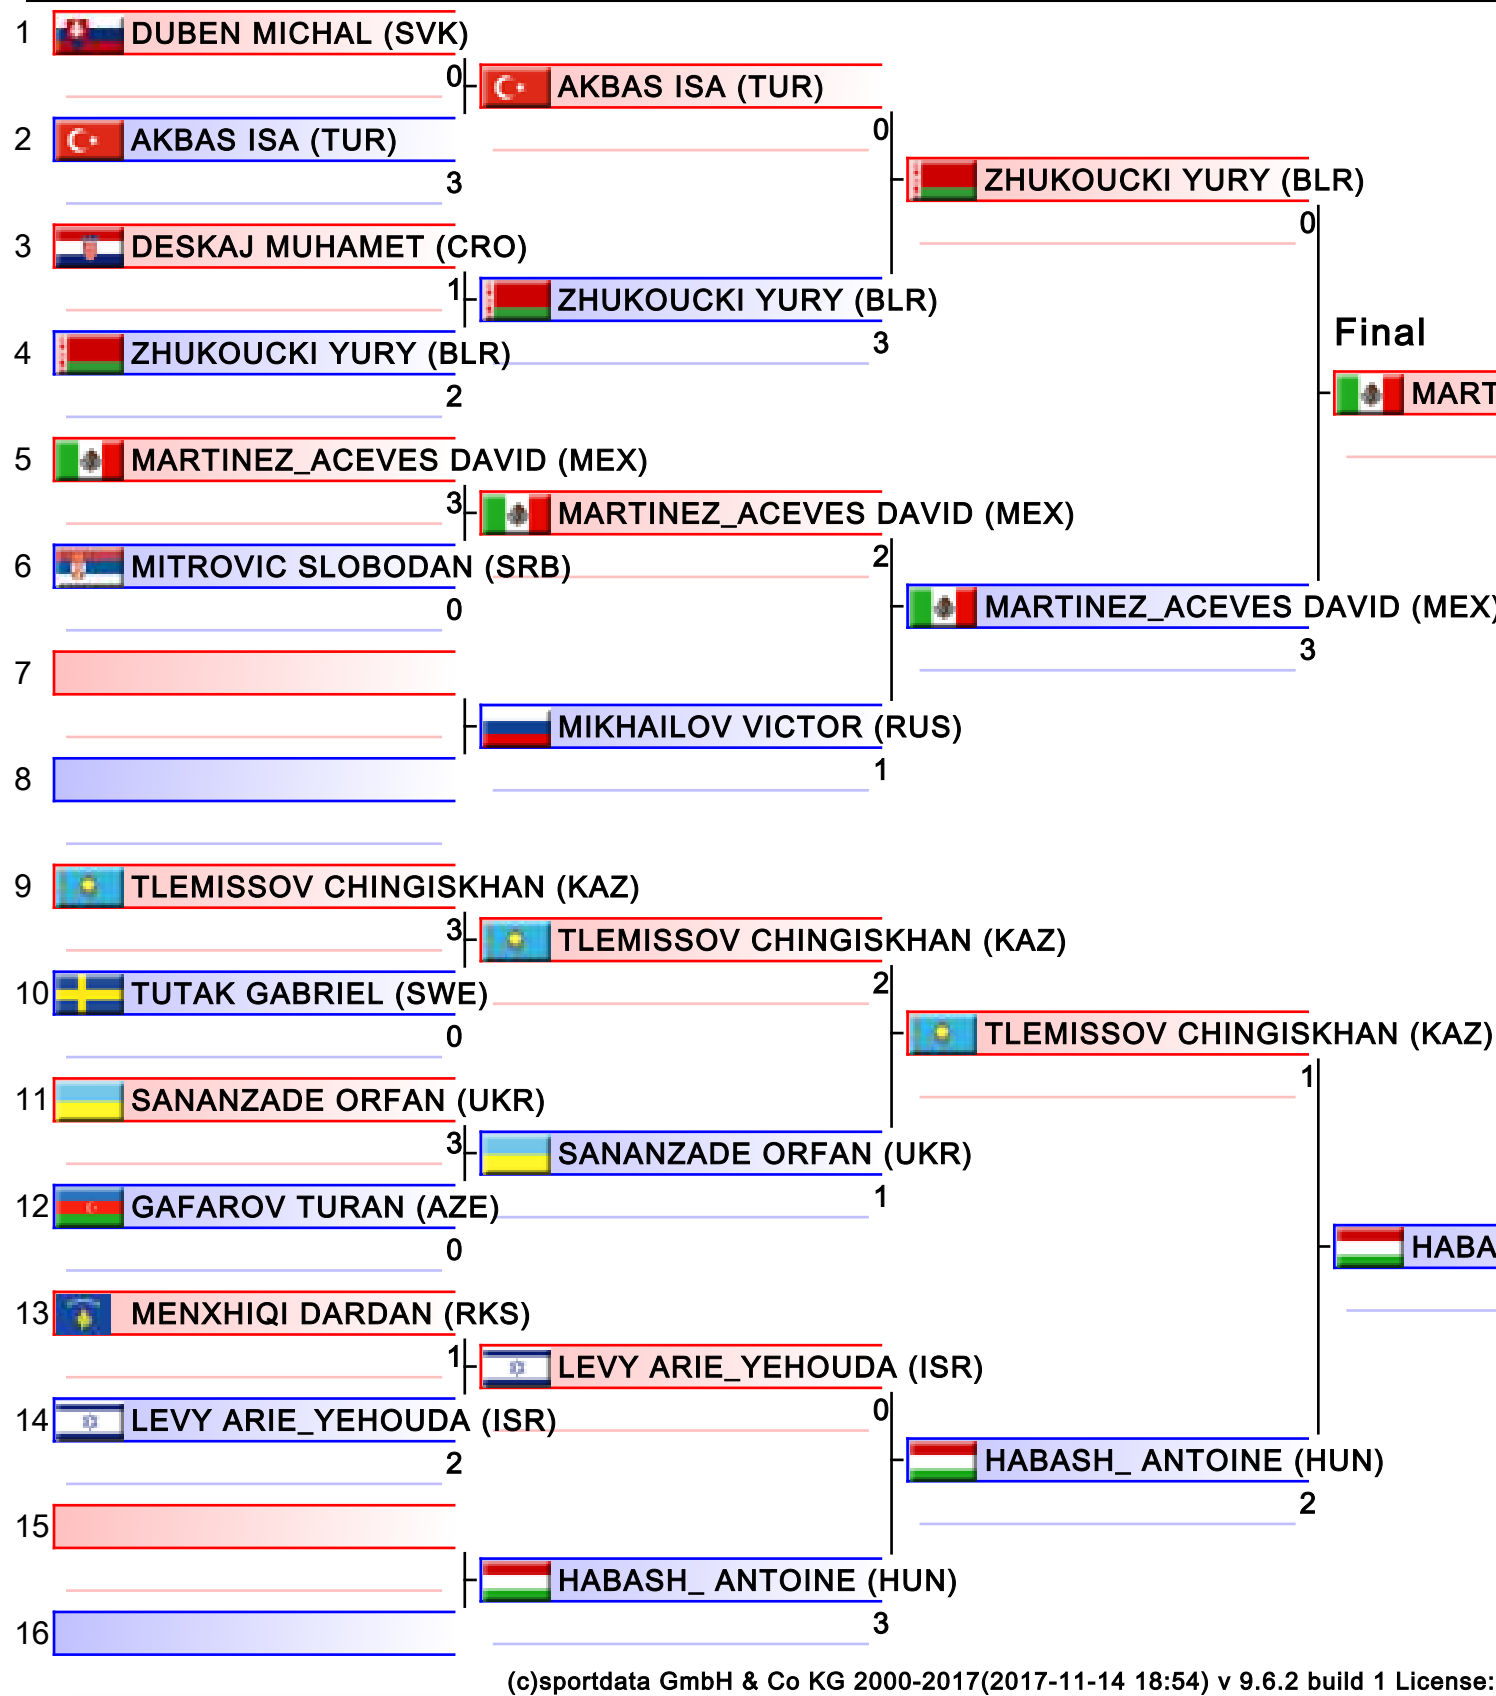 1 DUBEN MICHAL (SVK)
0 AKBAS ISA (TUR)
2 AKBAS ISA (TUR)
0
3
ZHUKOUCKI YURY (BLR)
0
3 DESKAJ MUHAMET (CRO)
1 ZHUKOUCKI YURY (BLR)
4 ZHUKOUCKI YURY (BLR)
3
2
Final
MART
5 MARTINEZ_ACEVES DAVID (MEX)
3 MARTINEZ_ACEVES DAVID (MEX)
6 MITROVIC SLOBODAN (SRB)
2
0
MARTINEZ_ACEVES DAVID (MEX)
3
7
MIKHAILOV VICTOR (RUS)
8
1
9 TLEMISSOV CHINGISKHAN (KAZ)
3 TLEMISSOV CHINGISKHAN (KAZ)
10 TUTAK GABRIEL (SWE)
2
0
TLEMISSOV CHINGISKHAN (KAZ)
1
11 SANANZADE ORFAN (UKR)
3 SANANZADE ORFAN (UKR)
12 GAFAROV TURAN (AZE)
1
0
HABA
13 MENXHIQI DARDAN (RKS)
1 LEVY ARIE_YEHOUDA (ISR)
14 LEVY ARIE_YEHOUDA (ISR)
0
2
HABASH_ ANTOINE (HUN)
2
15
HABASH_ ANTOINE (HUN)
16
3
(c)sportdata GmbH & Co KG 2000-2017(2017-11-14 18:54) v 9.6.2 build 1 License: